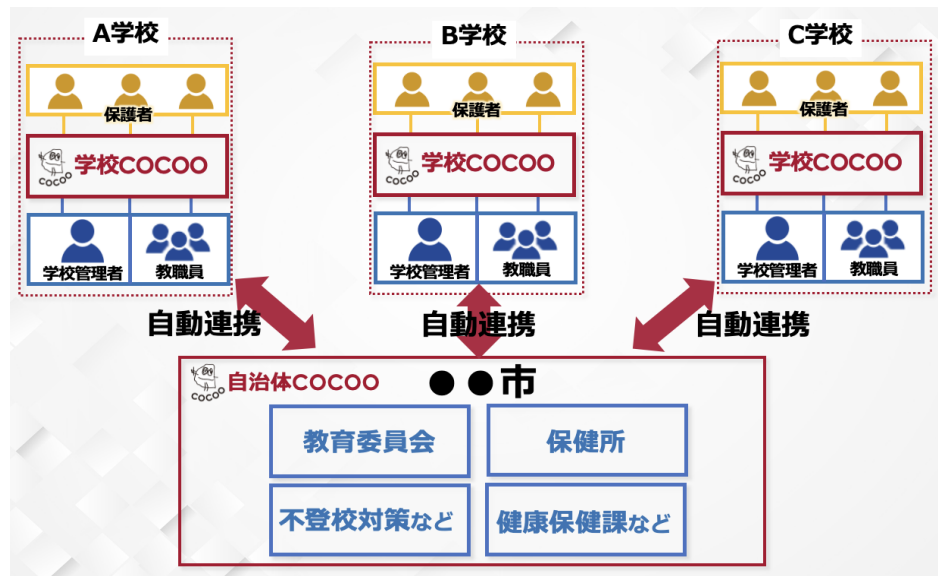 A学校
B学校
C学校
保護者
保護者
保護者
cocoo
学校COCOO
cocoo
学校COCOO
cocoo
学校COCOO
学校管理者
教職員
学校管理者
教職員
学校管理者
教職員
自動連携
自動連携
自動連携
cocoo
自治体COCOO
●●市
教育委員会
保健所
不登校対策など
健康保健課など